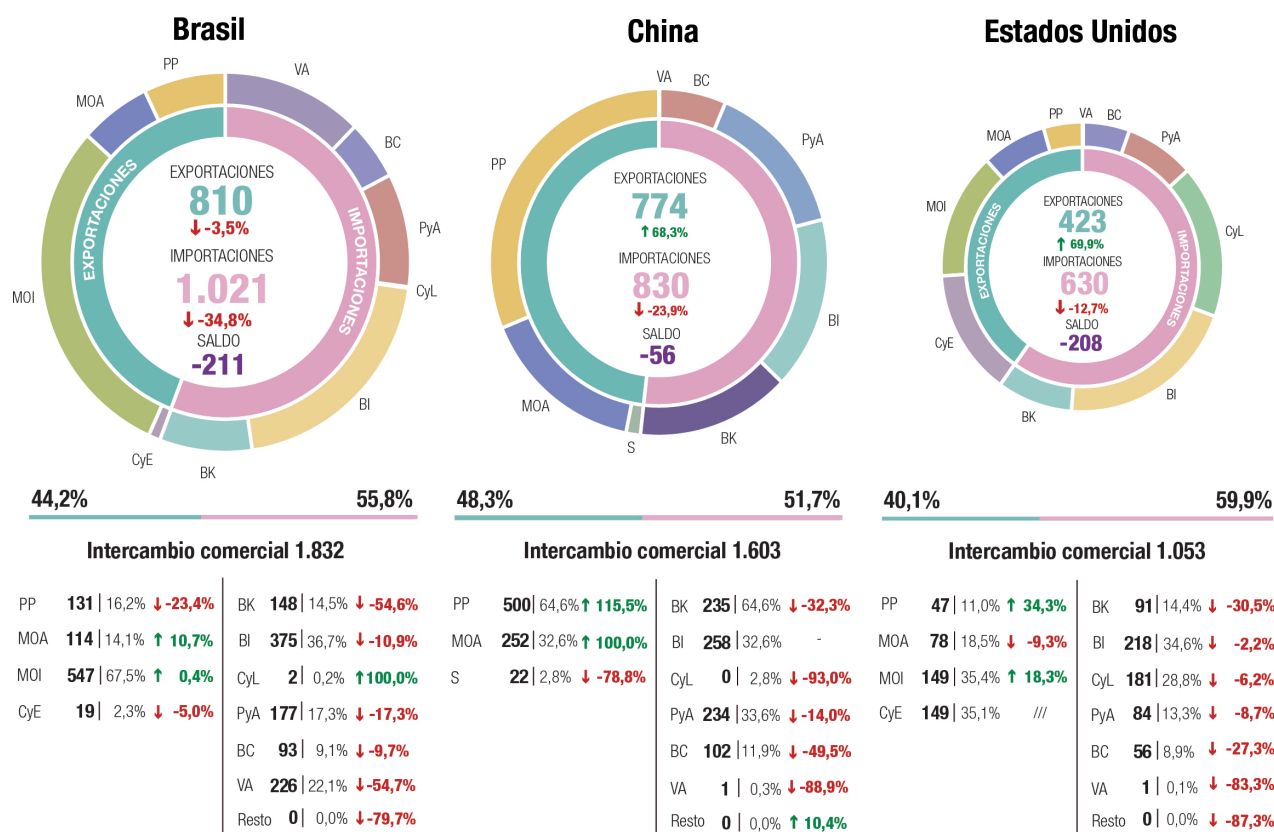 Brasil
PP
VA
MOA
BC
EXPORTACIONES
EXPORTACIONES
810
↓ -3,5%
IMPORTACIONES
1.021
↓ -34,8%
SALDO
-211
IMPORTACIONES
PyA
CyL
MOI
BI
CyE
BK
44,2% 55,8%
Intercambio comercial 1.832
PP 131 | 16,2% ↓ -23,4%
MOA 114 | 14,1% ↑ 10,7%
MOI 547 | 67,5% ↑ 0,4%
CyE 19 | 2,3% ↓ -5,0%
BK 148 | 14,5% ↓ -54,6%
BI 375 | 36,7% ↓ -10,9%
CyL 2 | 0,2% ↑ 100,0%
PyA 177 | 17,3% ↓ -17,3%
BC 93 | 9,1% ↓ -9,7%
VA 226 | 22,1% ↓ -54,7%
Resto 0 | 0,0% ↓ -79,7%
China
VA
BC
PyA
PP
EXPORTACIONES
774
↑ 68,3%
IMPORTACIONES
830
↓ -23,9%
SALDO
-56
BI
MOA
BK
S
48,3% 51,7%
Intercambio comercial 1.603
PP 500 | 64,6% ↑ 115,5%
MOA 252 | 32,6% ↑ 100,0%
S 22 | 2,8% ↓ -78,8%
BK 235 | 64,6% ↓ -32,3%
BI 258 | 32,6% -
CyL 0 | 2,8% ↓ -93,0%
PyA 234 | 33,6% ↓ -14,0%
BC 102 | 11,9% ↓ -49,5%
VA 1 | 0,3% ↓ -88,9%
Resto 0 | 0,0% ↑ 10,4%
Estados Unidos
PP
VA
BC
MOA
PyA
MOI
EXPORTACIONES
EXPORTACIONES
423
↑ 69,9%
IMPORTACIONES
630
↓ -12,7%
SALDO
-208
IMPORTACIONES
CyL
CyE
BI
BK
40,1% 59,9%
Intercambio comercial 1.053
PP 47 | 11,0% ↑ 34,3%
MOA 78 | 18,5% ↓ -9,3%
MOI 149 | 35,4% ↑ 18,3%
CyE 149 | 35,1% ///
BK 91 | 14,4% ↓ -30,5%
BI 218 | 34,6% ↓ -2,2%
CyL 181 | 28,8% ↓ -6,2%
PyA 84 | 13,3% ↓ -8,7%
BC 56 | 8,9% ↓ -27,3%
VA 1 | 0,1% ↓ -83,3%
Resto 0 | 0,0% ↓ -87,3%